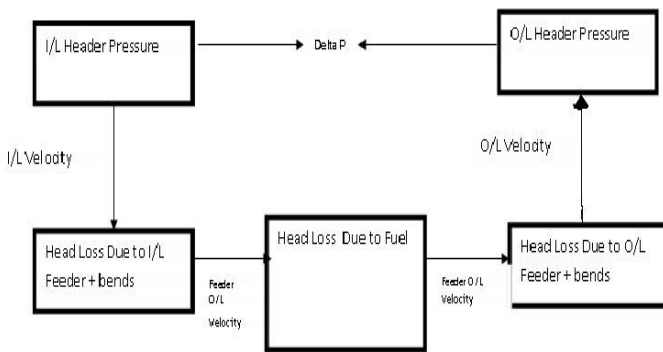 I/L Header Pressure
Delta P
O/L Header Pressure
I/L Velocity
O/L Velocity
Head Loss Due to I/L
Feeder + bends
Feeder
O/L
Velocity
Head Loss Due to Fuel
Feeder O/L
Velocity
Head Loss Due to O/L
Feeder + bends